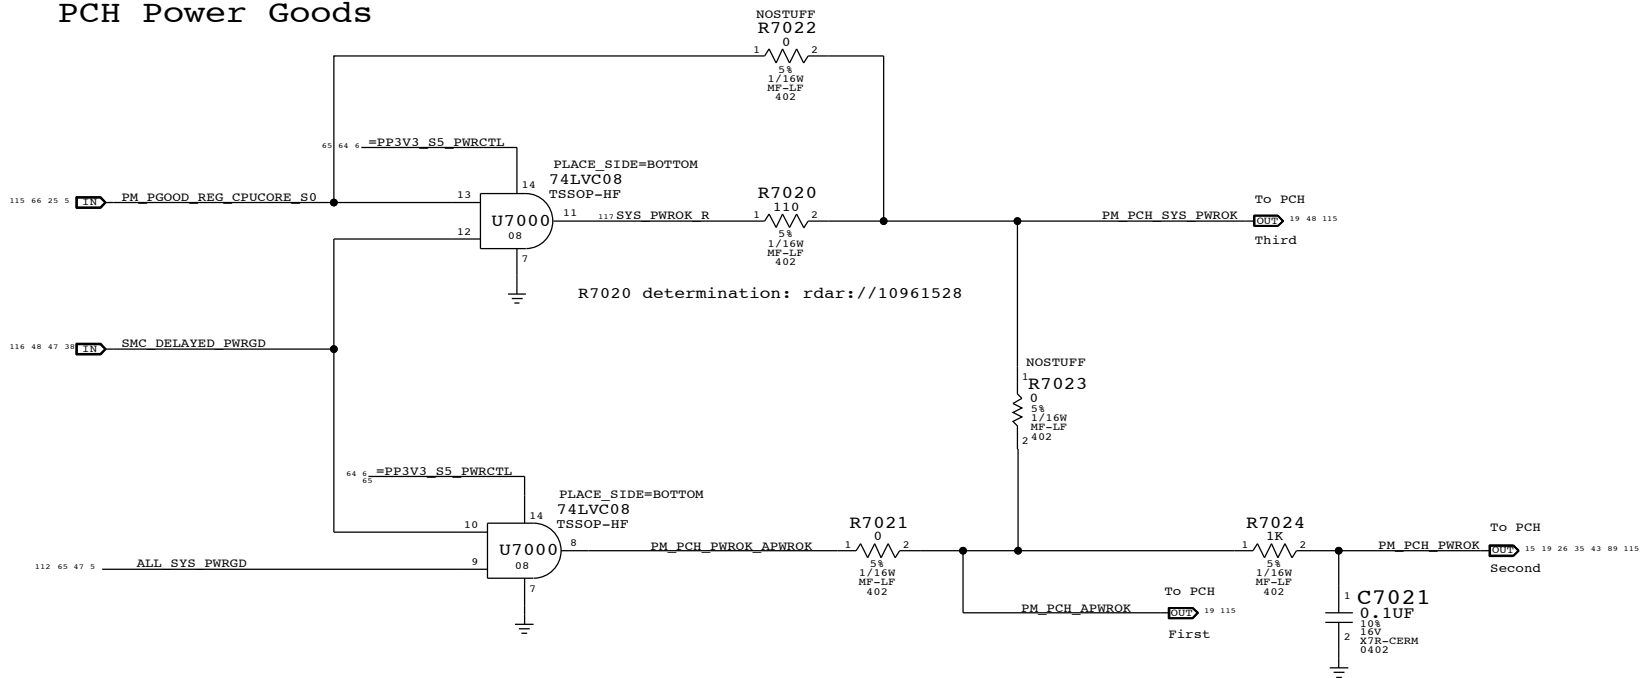 PCH Power Goods
NOSTUFF
R7022
0
1 2
5%
1/16W
MF-LF
402
65 64 6 =PP3V3_S5_PWRCTL
PLACE_SIDE=BOTTOM
14
74LVC08
TSSOP-HF
115 66 25 5 IN PM_PGOOD_REG_CPUCORE_S0
13
U7000
08
11
117 SYS_PWROK_R
R7020
110
1 2
5%
1/16W
MF-LF
402
12
7
PM_PCH_SYS_PWROK
To PCH
OUT 19 48 115
Third
R7020 determination: rdar://10961528
116 48 47 38 IN SMC_DELAYED_PWRGD
NOSTUFF
1
R7023
0
5%
1/16W
MF-LF
402
2
64 6 =PP3V3_S5_PWRCTL
65
PLACE_SIDE=BOTTOM
14
74LVC08
TSSOP-HF
10
U7000
08
8
PM_PCH_PWROK_APWROK
R7021
0
1 2
5%
1/16W
MF-LF
402
112 65 47 5 ALL_SYS_PWRGD
9
7
R7024
1K
1 2
5%
1/16W
MF-LF
402
PM_PCH_PWROK
To PCH
OUT 15 19 26 35 43 89 115
Second
To PCH
PM_PCH_APWROK
OUT 19 115
First
1
C7021
0.1UF
10%
16V
X7R-CERM
0402
2